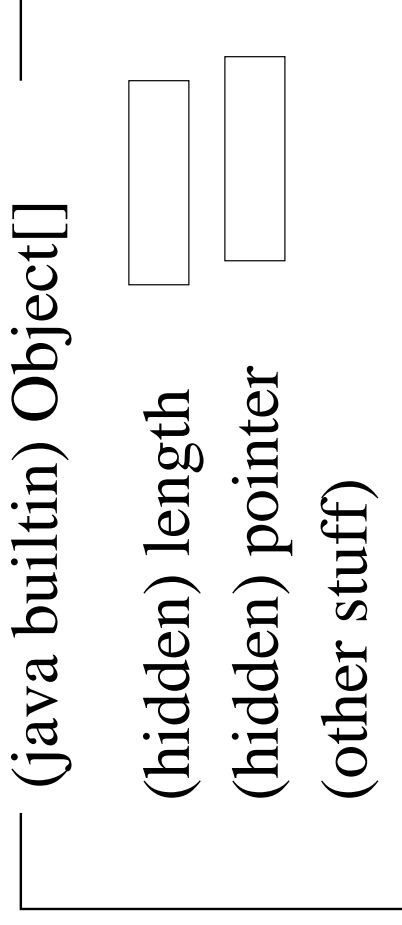 (java builtin) Object[]
(hidden) length
(hidden) pointer
(other stuff)